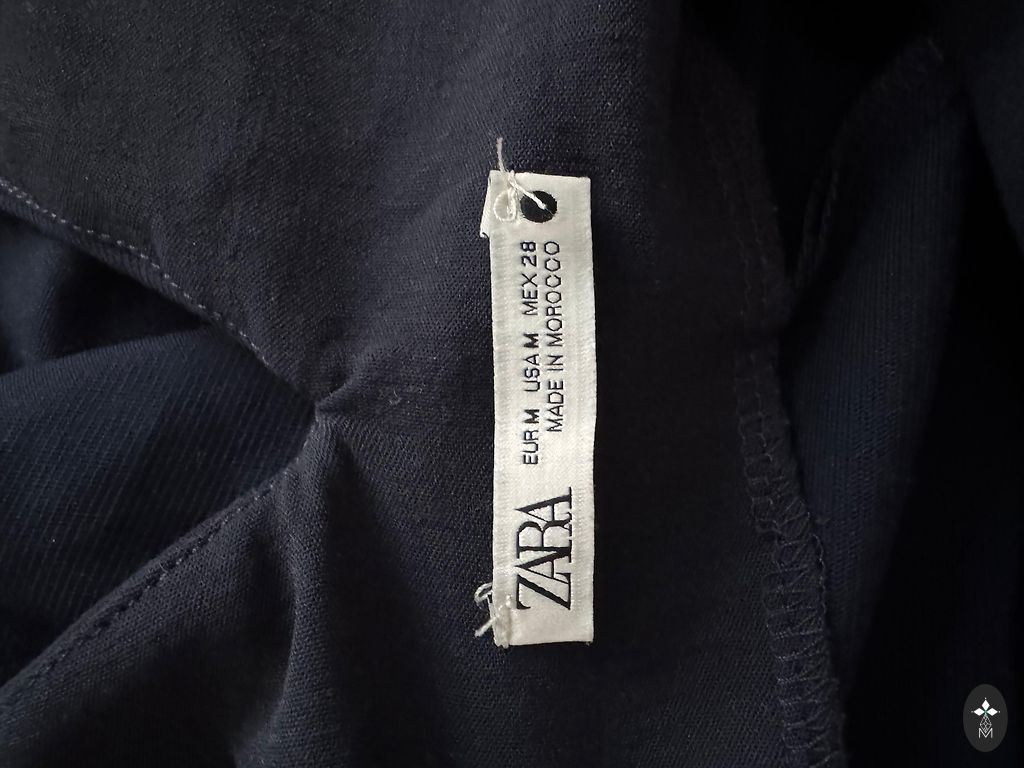 ZARA
EUR M USA M MEX 28
MADE IN MOROCCO
M